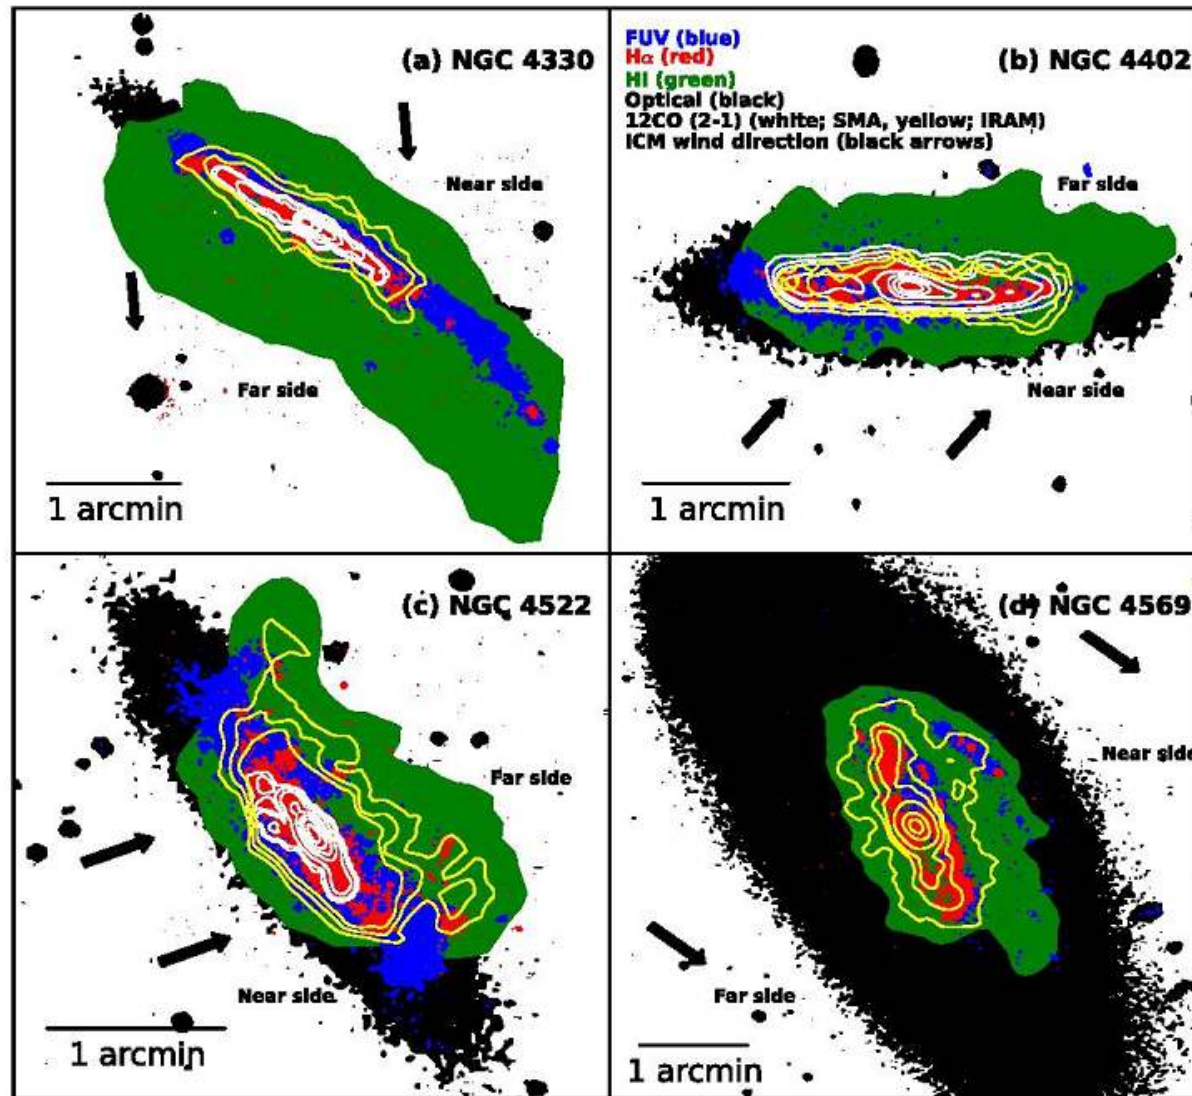 (a) NGC 4330
Near side
Far side
1 arcmin
FUV (blue)
Hα (red)
HI (green)
Optical (black)
12CO (2-1) (white; SMA, yellow; IRAM)
ICM wind direction (black arrows)
(b) NGC 4402
Far side
Near side
1 arcmin
(c) NGC 4522
Far side
Near side
1 arcmin
(d) NGC 4569
Near side
Far side
1 arcmin